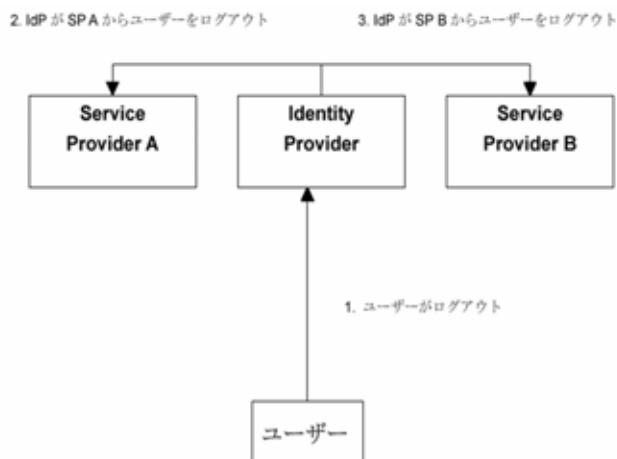 2. IdP が SP A からユーザーをログアウト
3. IdP が SP B からユーザーをログアウト
Service
Provider A
Identity
Provider
Service
Provider B
1. ユーザーがログアウト
ユーザー